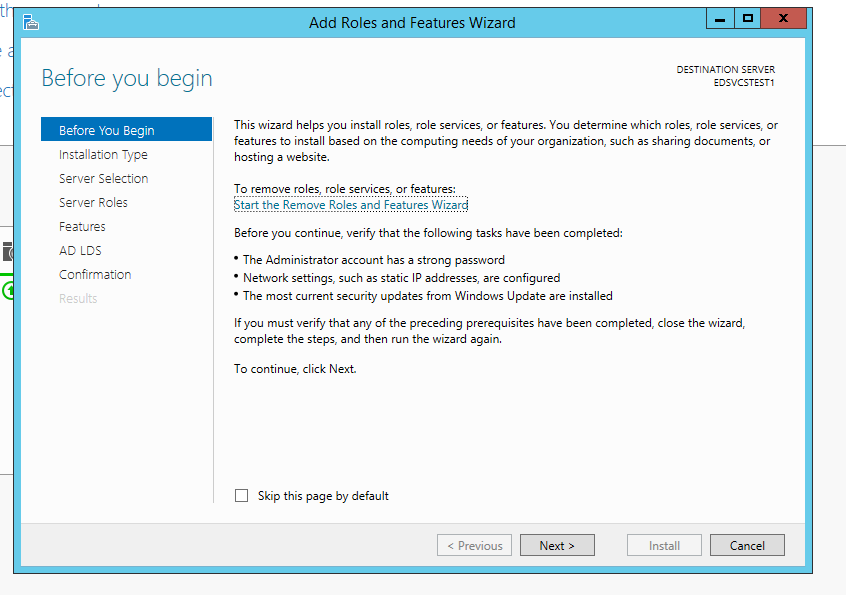 Add Roles and Features Wizard
Before you begin
DESTINATION SERVER
EDSVCSTEST1
Before You Begin
Installation Type
Server Selection
Server Roles
Features
AD LDS
Confirmation
Results
This wizard helps you install roles, role services, or features. You determine which roles, role services, or
features to install based on the computing needs of your organization, such as sharing documents, or
hosting a website.
To remove roles, role services, or features:
Start the Remove Roles and Features Wizard
Before you continue, verify that the following tasks have been completed:
• The Administrator account has a strong password
• Network settings, such as static IP addresses, are configured
• The most current security updates from Windows Update are installed
If you must verify that any of the preceding prerequisites have been completed, close the wizard,
complete the steps, and then run the wizard again.
To continue, click Next.
Skip this page by default
< Previous
Next >
Install
Cancel